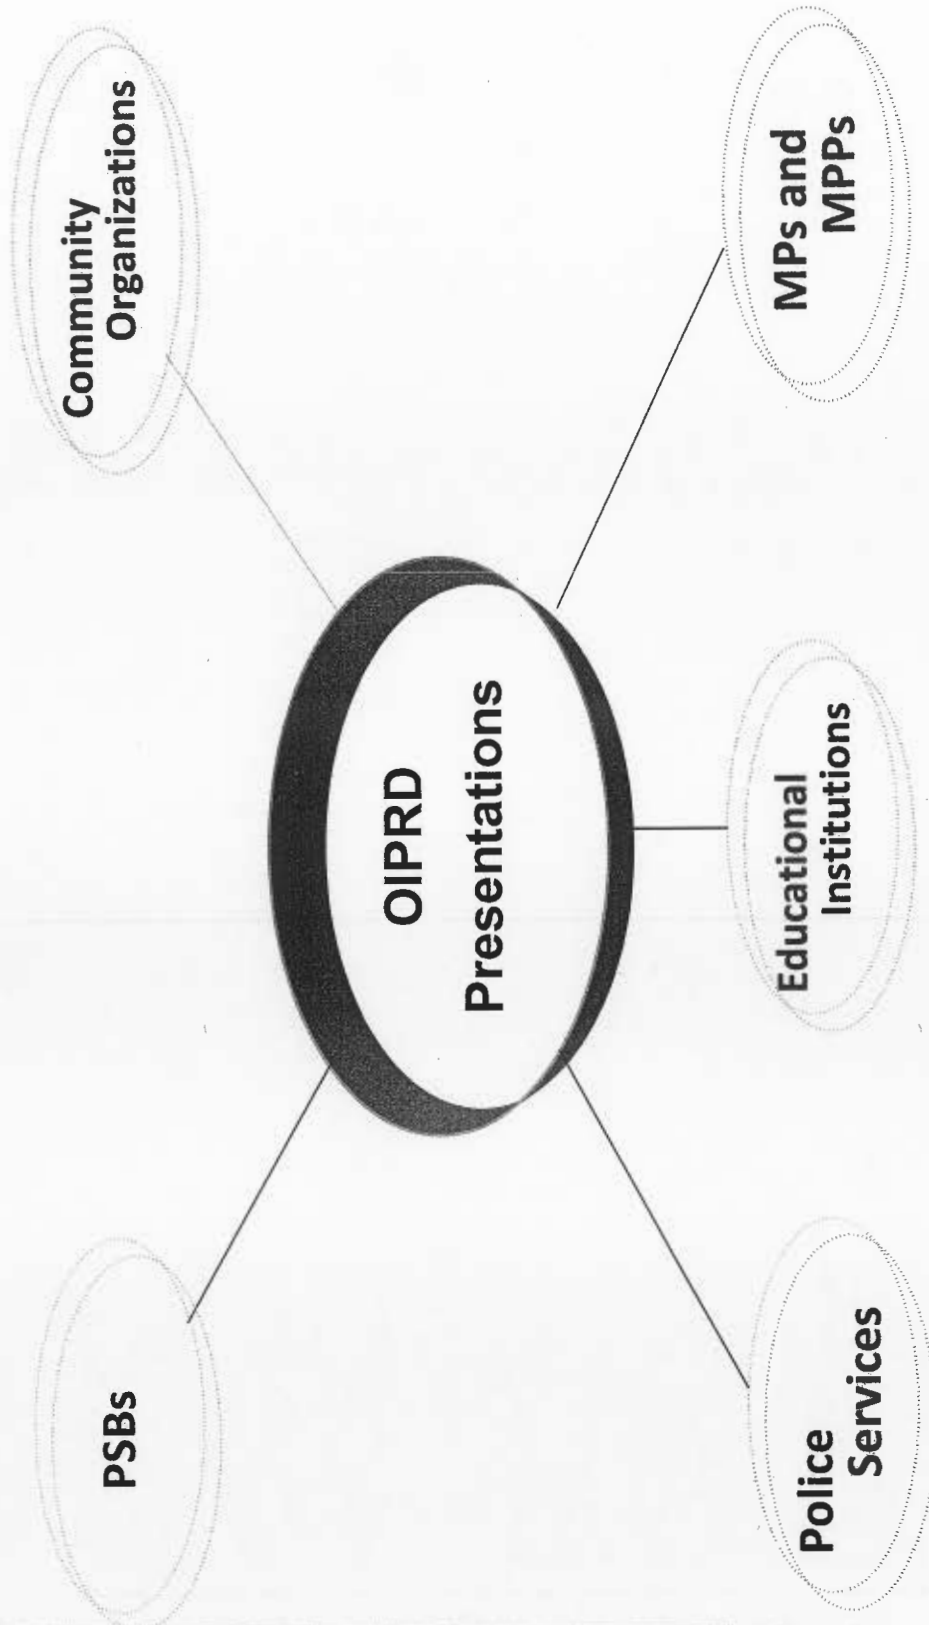 PSBs
Community
Organizations
OIPRD
Presentations
Police
Services
Educational
Institutions
MPs and
MPPs